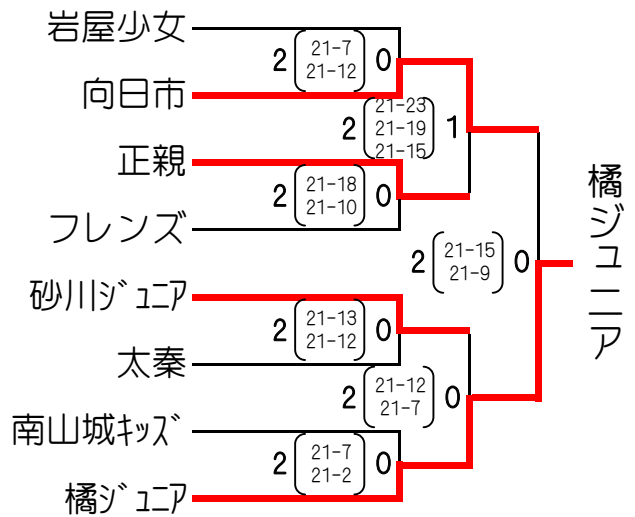 岩屋少女
2 21-7 0
21-12
向日市
21-23
2 21-19 1
21-15
正親
2 21-18 0
21-10
フレンズ
橘ジュニア
2 21-15 0
21-9
砂川ジュニア
2 21-13 0
21-12
太秦
2 21-12 0
21-7
南山城キッズ
2 21-7 0
21-2
橘ジュニア